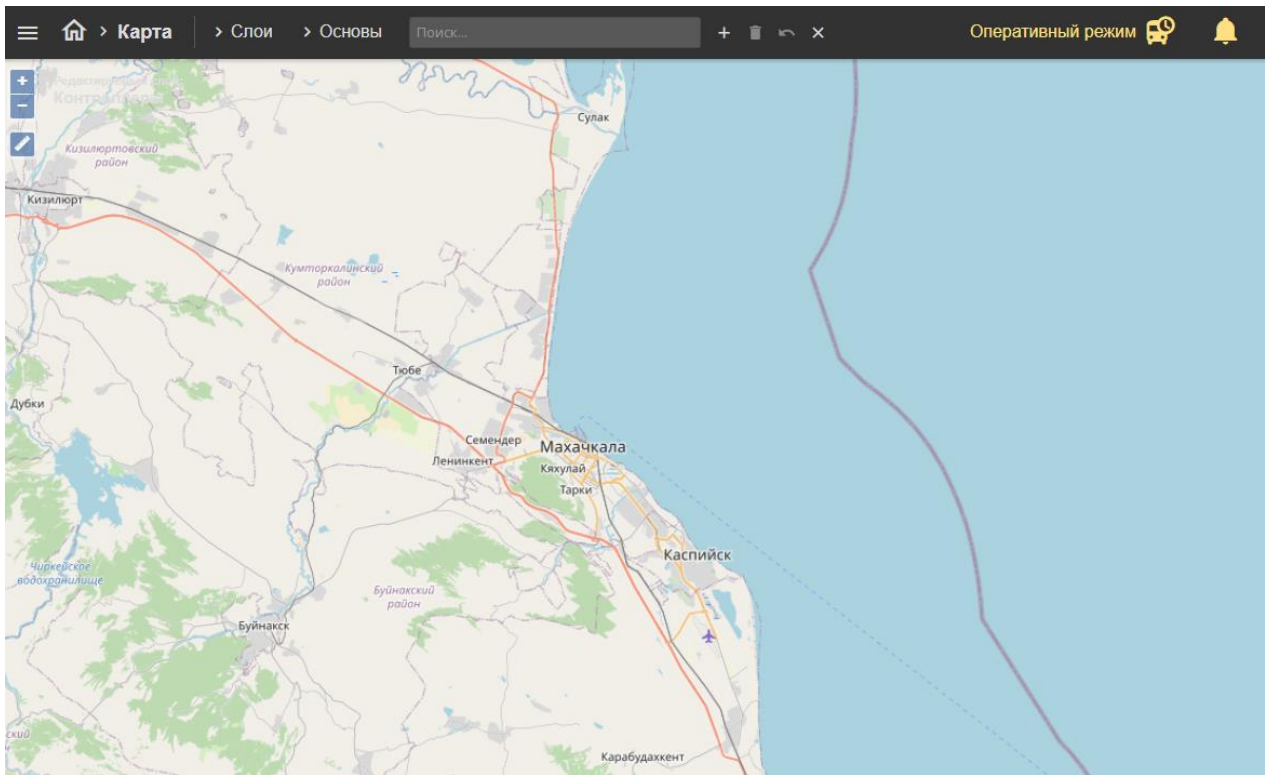 Карта
Слои
Основы
Поиск...
Оперативный режим
Сулак
Кизилюртовский
район
Кизилюрт
Кумторкалинский
район
Тюбе
Дубки
Семендер
Махачкала
Ленинкент
Кяхулай
Тарки
Каспийск
Чиркейское
водохранилище
Буйнакский
район
Буйнакск
Карабудахкент